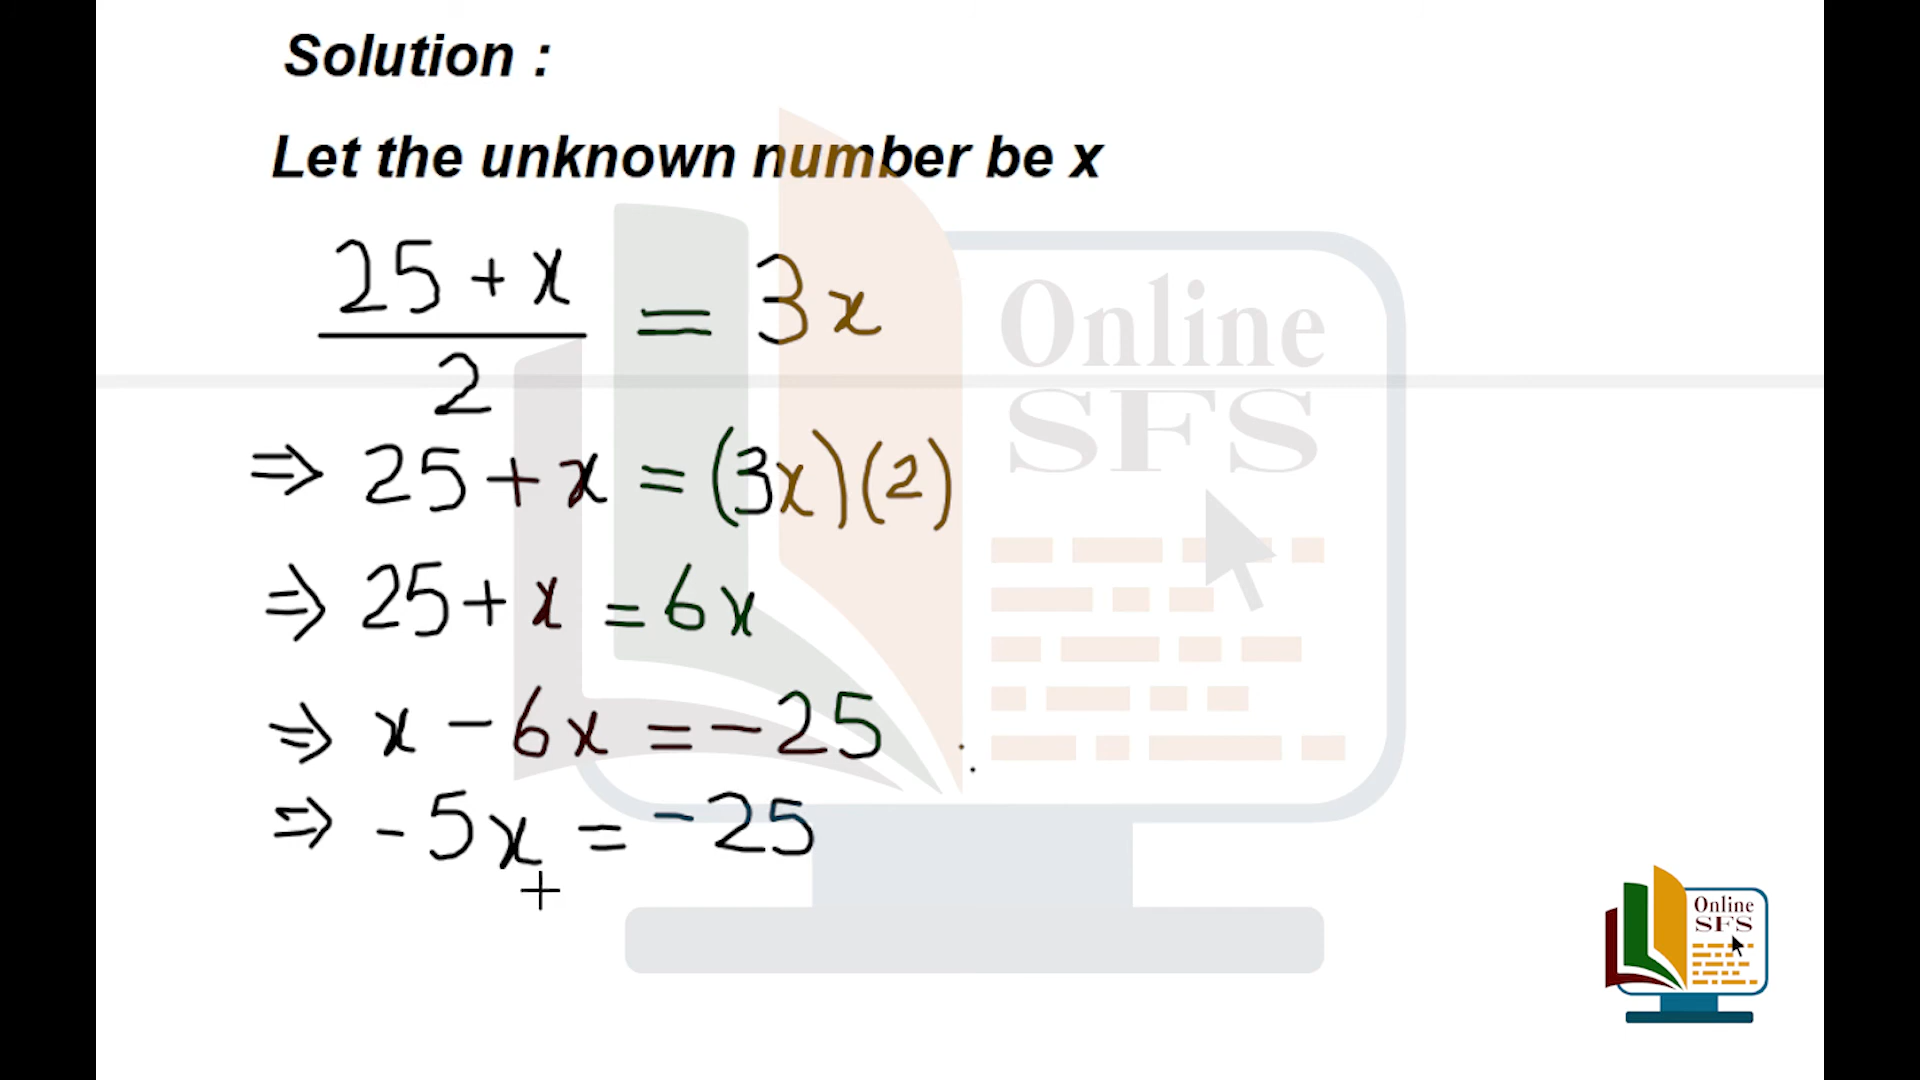 Solution :
Let the unknown number be x
25 + x
2
= 3x
⇒ 25 + x = (3x)(2)
⇒ 25 + x = 6x
⇒ x - 6x = -25
⇒ - 5x = -25
Online
SFS
Online
SFS